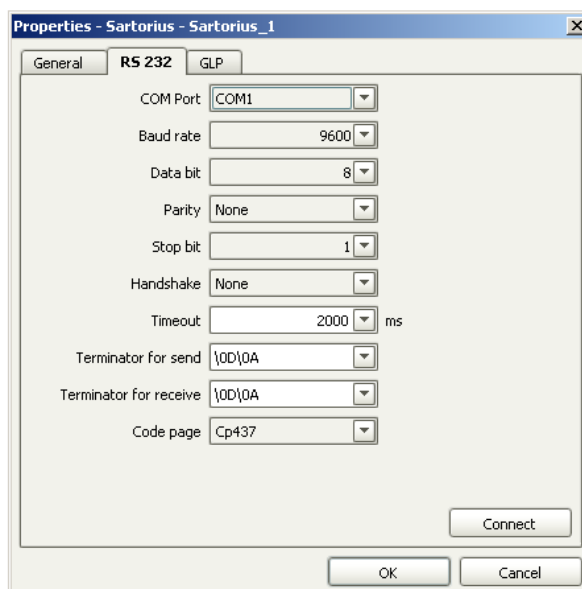 Properties - Sartorius - Sartorius_1
General RS 232 GLP
COM Port COM1
Baud rate 9600
Data bit 8
Parity None
Stop bit 1
Handshake None
Timeout 2000 ms
Terminator for send \0D\0A
Terminator for receive \0D\0A
Code page Cp437
Connect
OK Cancel